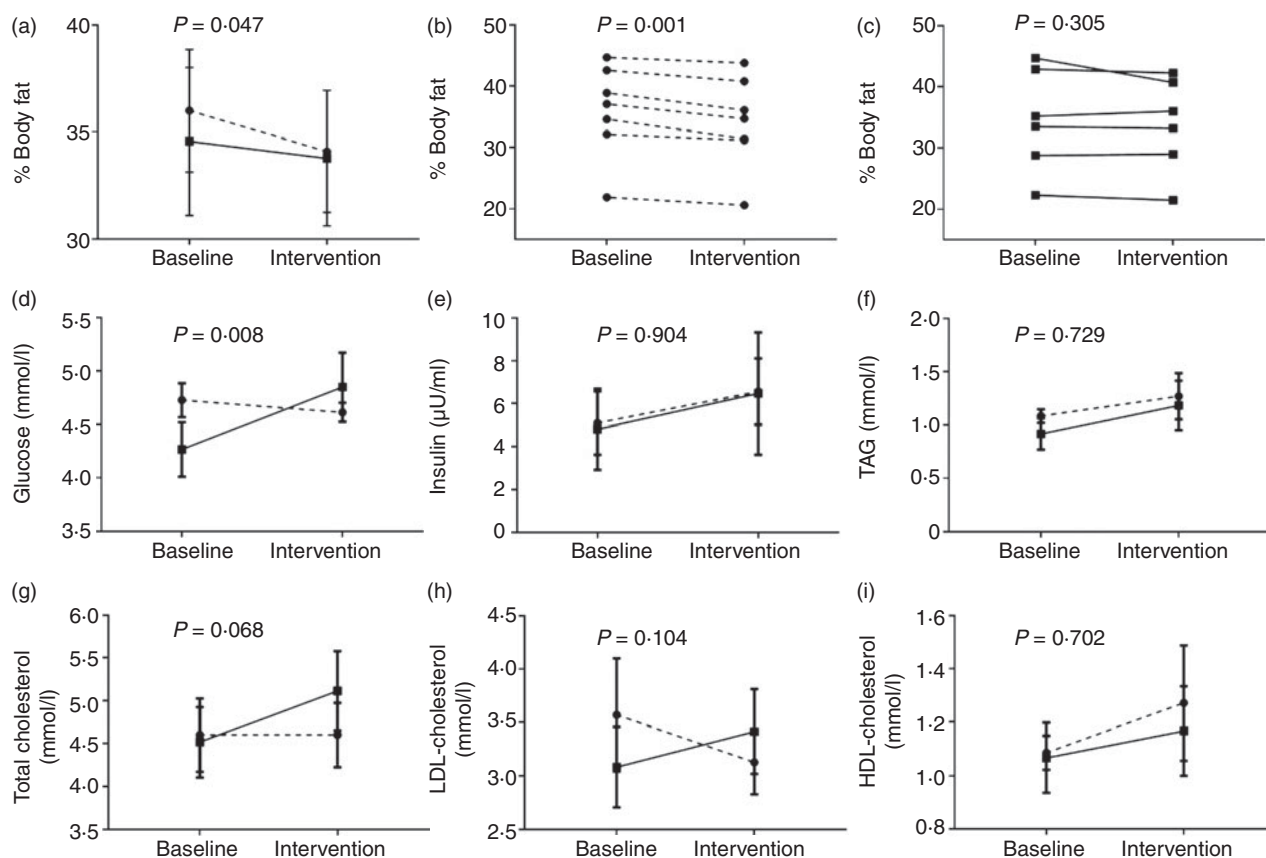 (a)
P = 0·047
40
35
30
% Body fat
Baseline
Intervention
(b)
P = 0·001
50
40
30
20
% Body fat
Baseline
Intervention
(c)
P = 0·305
50
40
30
20
% Body fat
Baseline
Intervention
(d)
P = 0·008
5·5
5·0
4·5
4·0
3·5
Glucose (mmol/l)
Baseline
Intervention
(e)
P = 0·904
10
8
6
4
2
0
Insulin (µU/ml)
Baseline
Intervention
(f)
P = 0·729
2·0
1·5
1·0
0·5
0
TAG (mmol/l)
Baseline
Intervention
(g)
P = 0·068
6·0
5·5
5·0
4·5
4·0
3·5
Total cholesterol
(mmol/l)
Baseline
Intervention
(h)
P = 0·104
4·5
4·0
3·5
3·0
2·5
LDL-cholesterol
(mmol/l)
Baseline
Intervention
(i)
P = 0·702
1·6
1·4
1·2
1·0
0·8
HDL-cholesterol
(mmol/l)
Baseline
Intervention